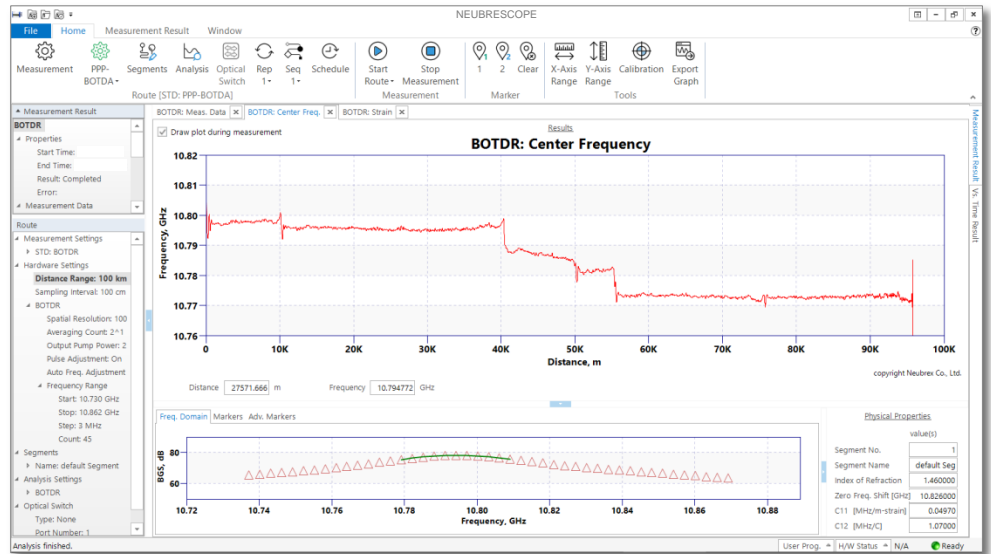 NEUBRESCOPE
File Home Measurement Result Window
Measurement PPP-BOTDA Segments Analysis Optical Switch Rep 1 Seq 1 Schedule Start Route Stop Measurement 1 2 Clear X-Axis Range Y-Axis Range Calibration Export Graph
Route [STD: PPP-BOTDA] Measurement Marker Tools
Measurement Result
BOTDR
Properties
Start Time:
End Time:
Result: Completed
Error:
Measurement Data
Route
Measurement Settings
STD: BOTDR
Hardware Settings
Distance Range: 100 km
Sampling Interval: 100 cm
BOTDR
Spatial Resolution: 100
Averaging Count: 2^1
Output Pump Power: 2
Pulse Adjustment: On
Auto Freq. Adjustment
Frequency Range
Start: 10.730 GHz
Stop: 10.862 GHz
Step: 3 MHz
Count: 45
Segments
Name: default Segment
Analysis Settings
BOTDR
Optical Switch
Type: None
Port Number: 1
BOTDR: Meas. Data BOTDR: Center Freq. BOTDR: Strain
Draw plot during measurement
Results
BOTDR: Center Frequency
Frequency, GHz
10.82
10.81
10.80
10.79
10.78
10.77
10.76
0 10K 20K 30K 40K 50K 60K 70K 80K 90K 100K
Distance, m
copyright Neubrex Co., Ltd.
Distance 27571.666 m Frequency 10.794772 GHz
Freq. Domain Markers Adv. Markers
BGS, dB
80
60
10.72 10.74 10.76 10.78 10.80 10.82 10.84 10.86 10.88
Frequency, GHz
Physical Properties
value(s)
Segment No. 1
Segment Name default Seg
Index of Refraction 1.460000
Zero Freq. Shift [GHz] 10.826000
C11 [MHz/m-strain] 0.04970
C12 [MHz/C] 1.07000
Measurement Result
Vs. Time Result
Analysis finished. User Prog. H/W Status N/A Ready